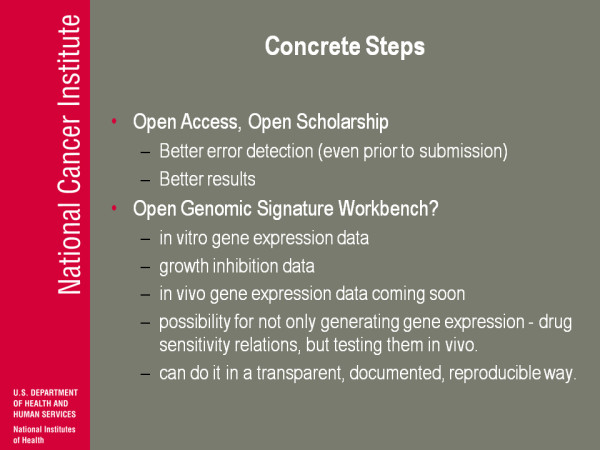 National Cancer Institute
Concrete Steps
• Open Access, Open Scholarship
– Better error detection (even prior to submission)
– Better results
• Open Genomic Signature Workbench?
– in vitro gene expression data
– growth inhibition data
– in vivo gene expression data coming soon
– possibility for not only generating gene expression - drug
sensitivity relations, but testing them in vivo.
– can do it in a transparent, documented, reproducible way.
U.S. DEPARTMENT
OF HEALTH AND
HUMAN SERVICES
National Institutes
of Health